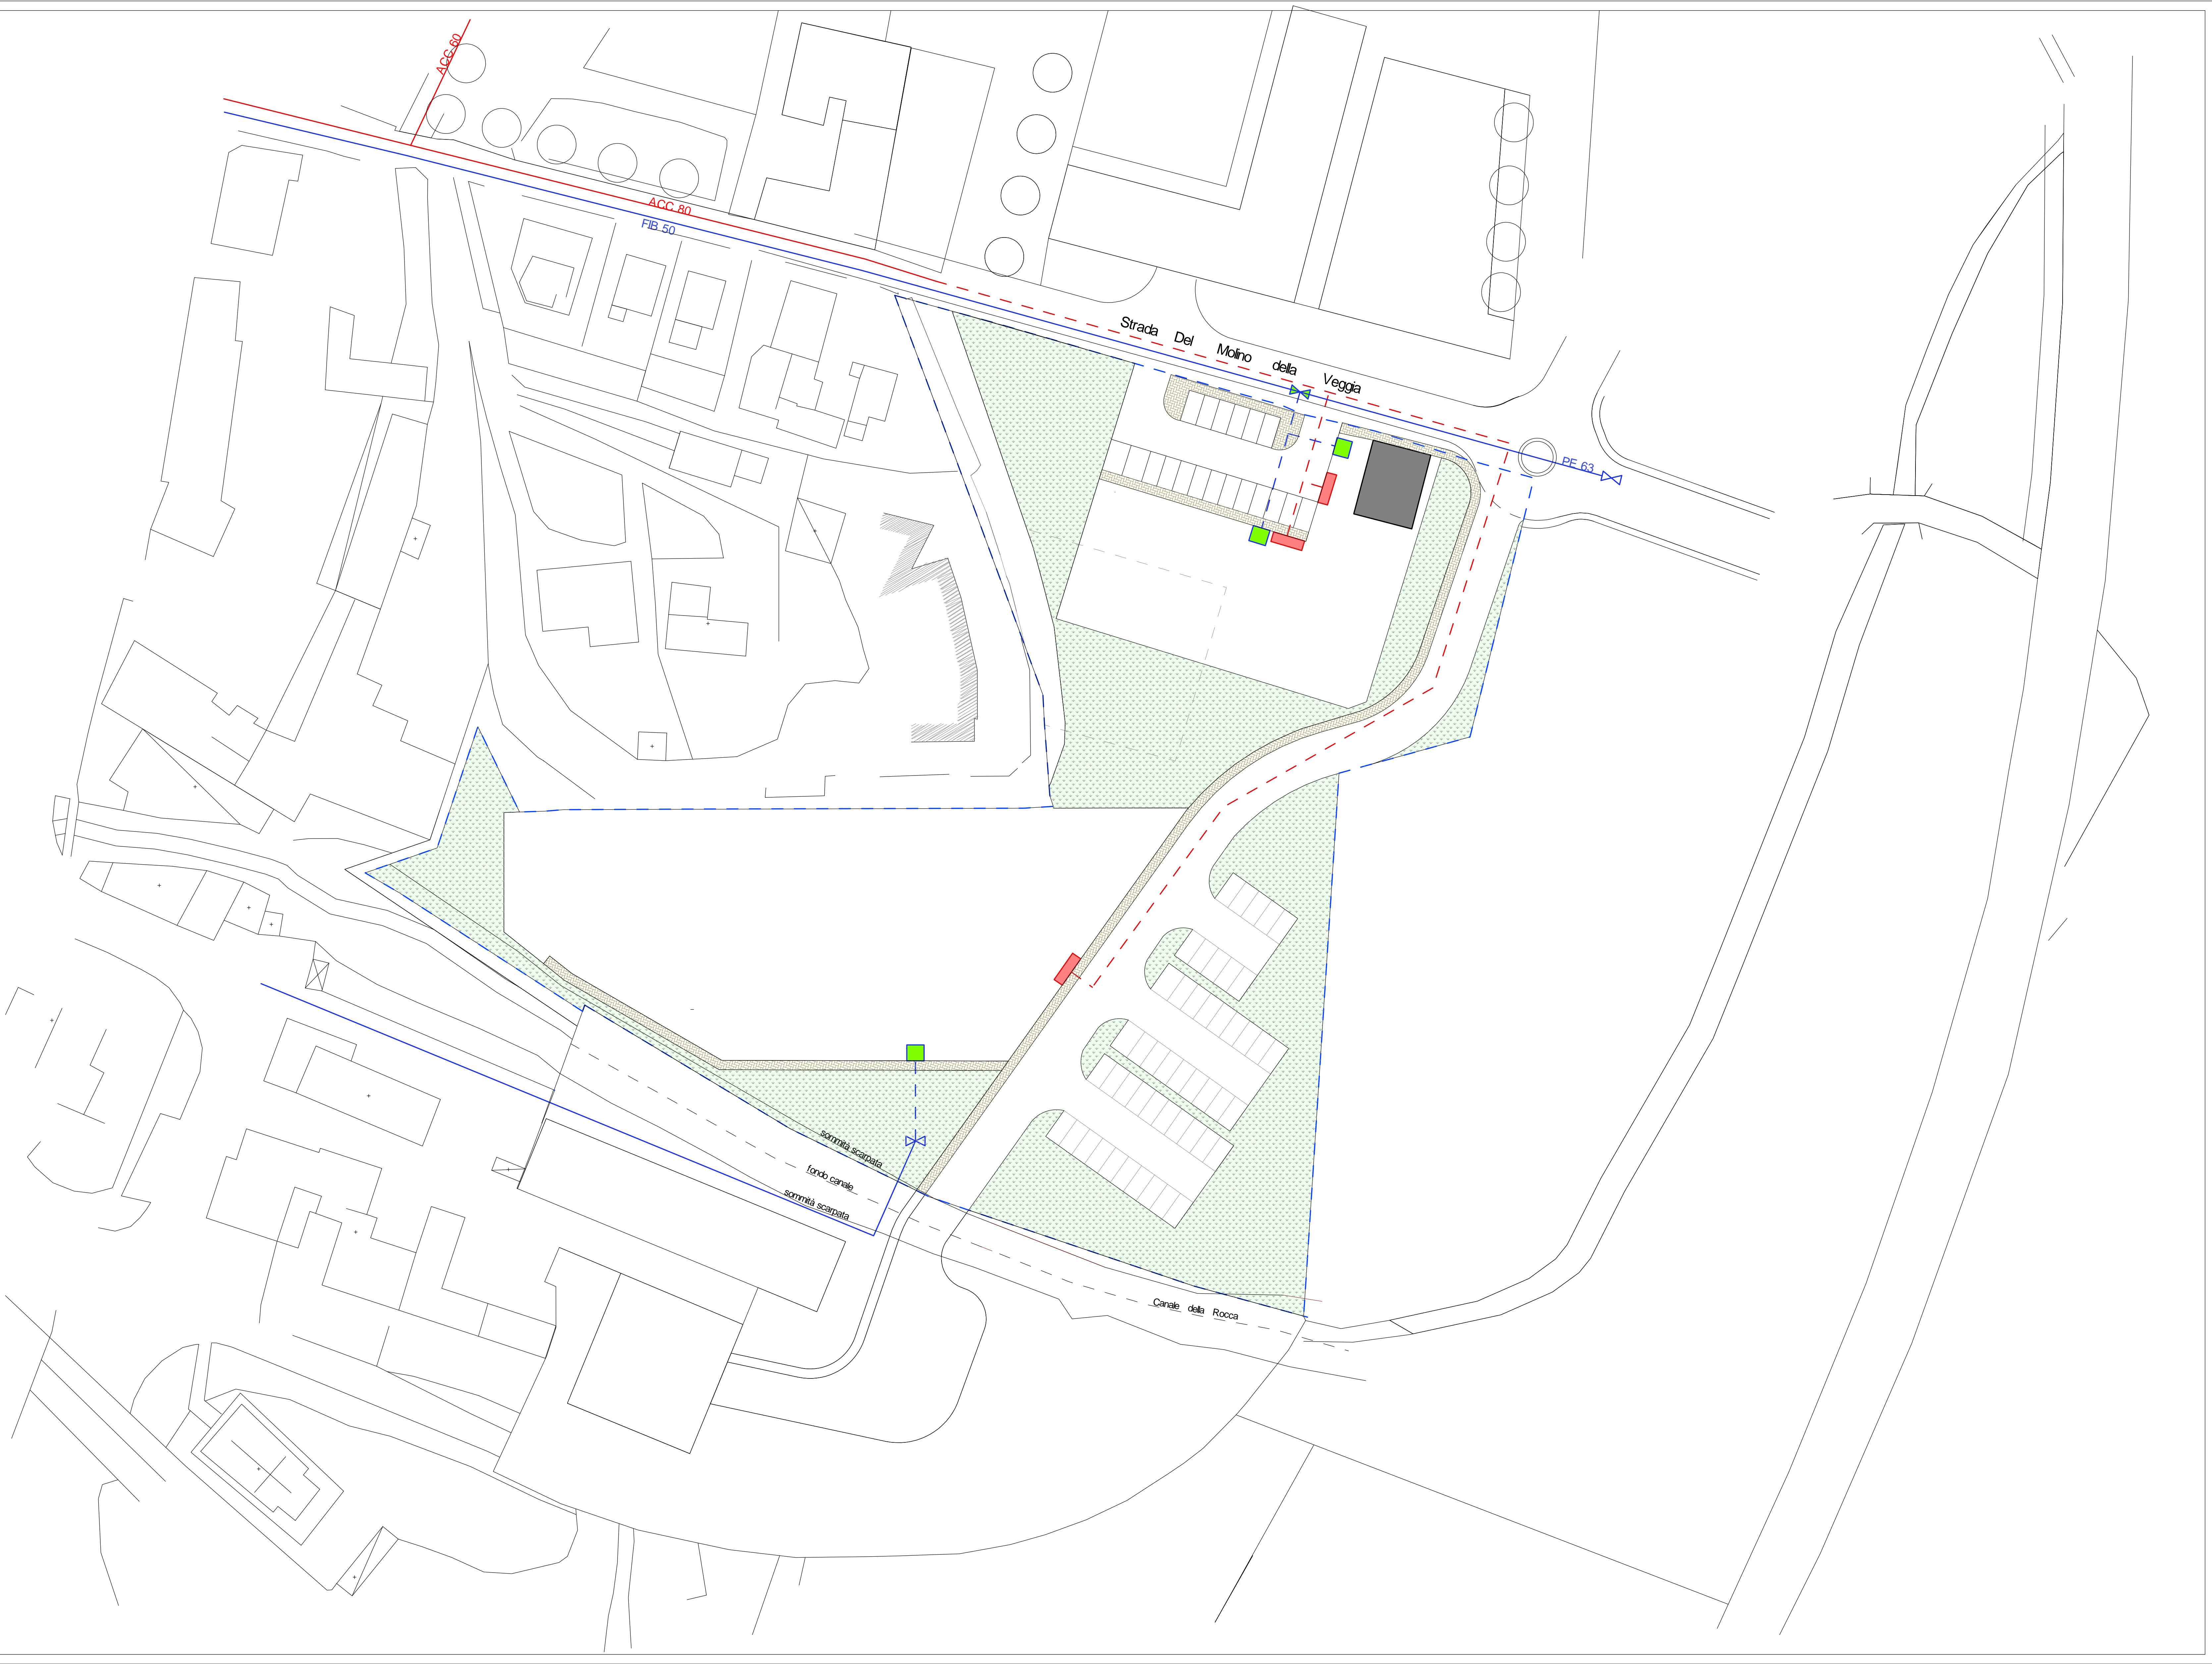 ACC 60
ACC 80
FIB 50
Strada Del Molino della Veggia
PE 63
sommità scarpata
fondo canale
sommità scarpata
Canale della Rocca